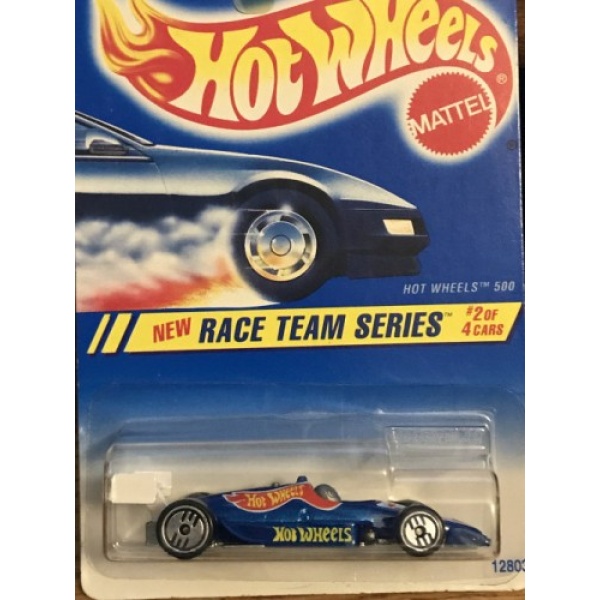 HOT WHEELS®
MATTEL®
HOT WHEELS™ 500
NEW RACE TEAM SERIES™ #2 OF 4 CARS
HOT WHEELS
HOT WHEELS
12803